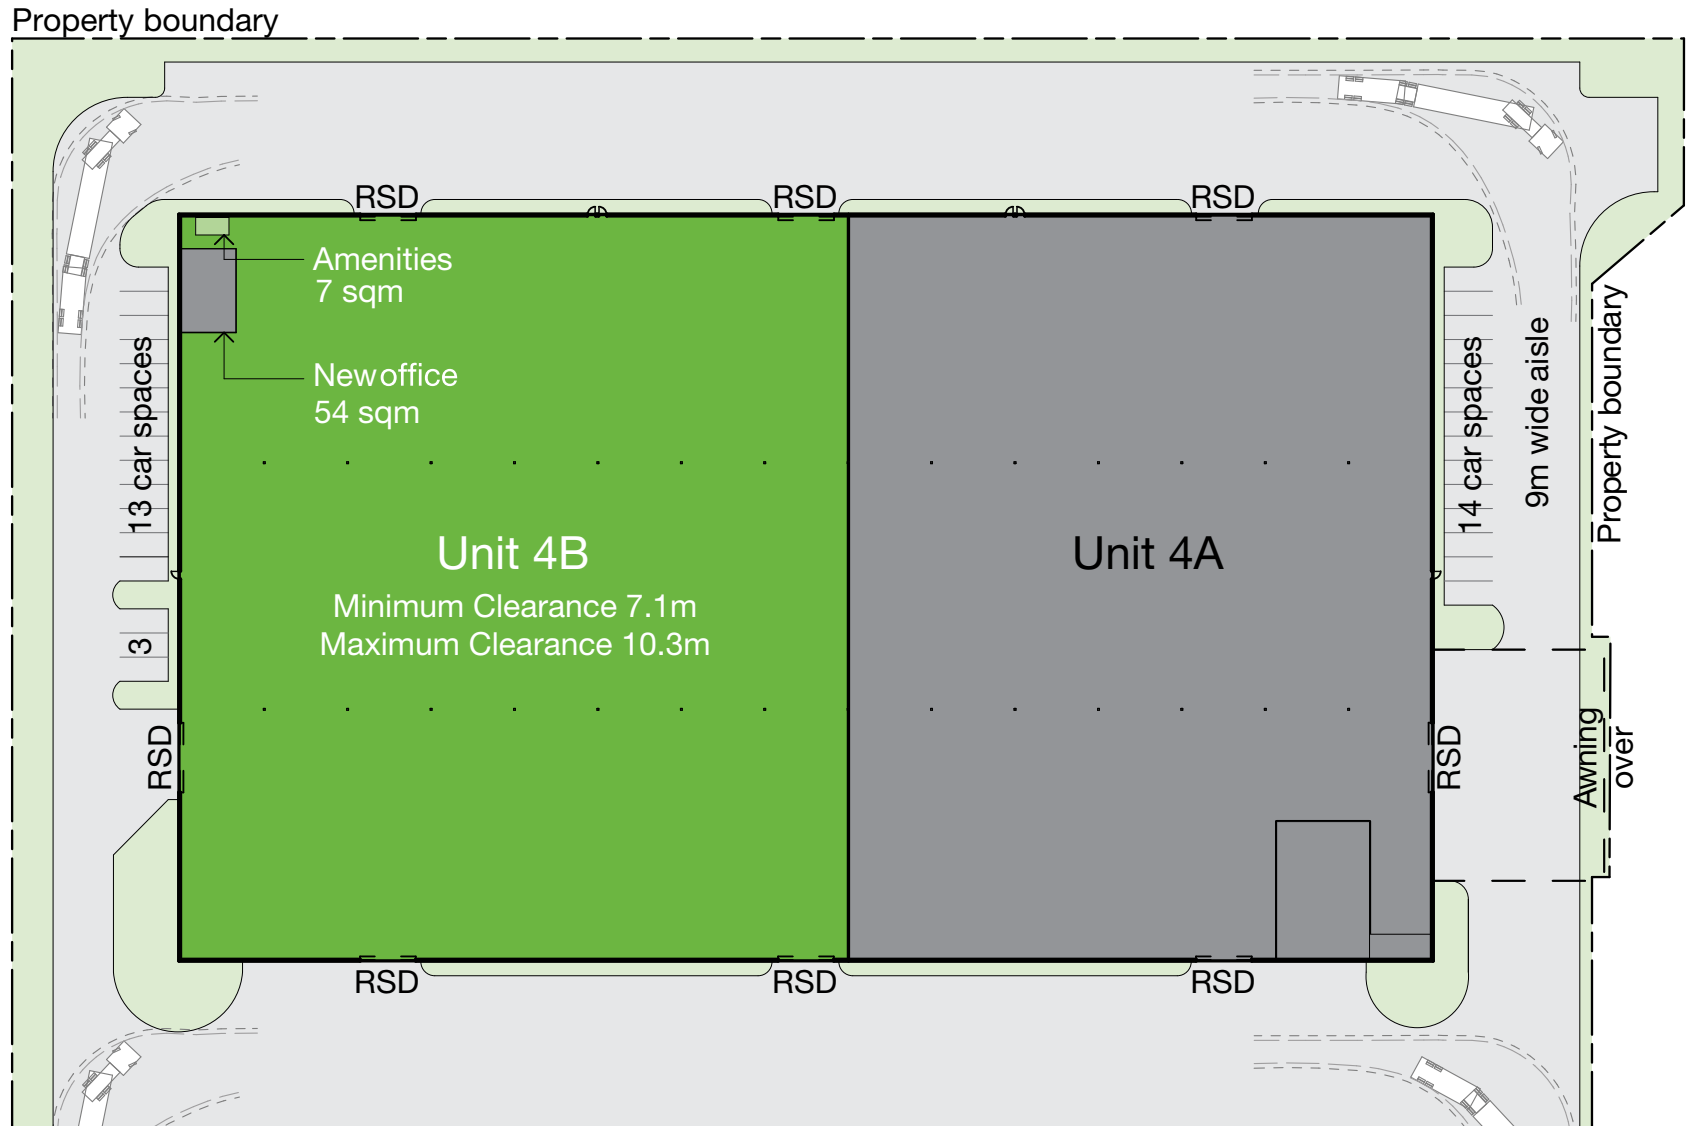 Property boundary
RSD
RSD
RSD
Amenities
7 sqm
New office
54 sqm
13 car spaces
14 car spaces
9m wide aisle
Property boundary
Unit 4B
Minimum Clearance 7.1m
Maximum Clearance 10.3m
Unit 4A
3
RSD
RSD
Awning
over
RSD
RSD
RSD